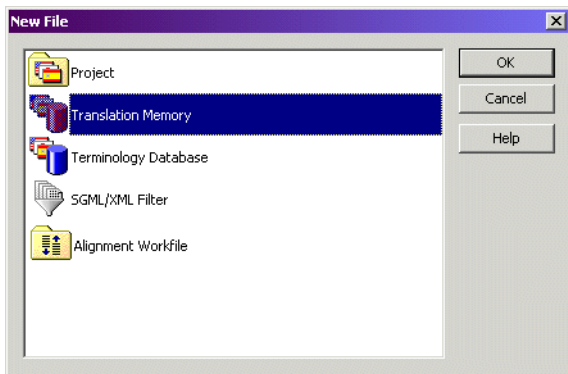 New File
Project
Translation Memory
Terminology Database
SGML/XML Filter
Alignment Workfile
OK
Cancel
Help